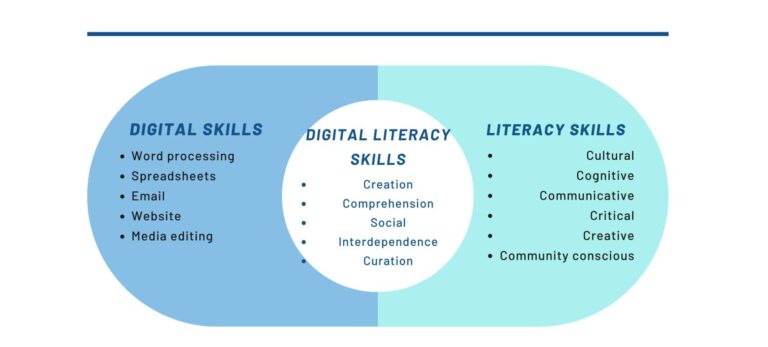 DIGITAL SKILLS
• Word processing
• Spreadsheets
• Email
• Website
• Media editing
DIGITAL LITERACY
SKILLS
• Creation
• Comprehension
• Social
• Interdependence
• Curation
LITERACY SKILLS
• Cultural
• Cognitive
• Communicative
• Critical
• Creative
• Community conscious